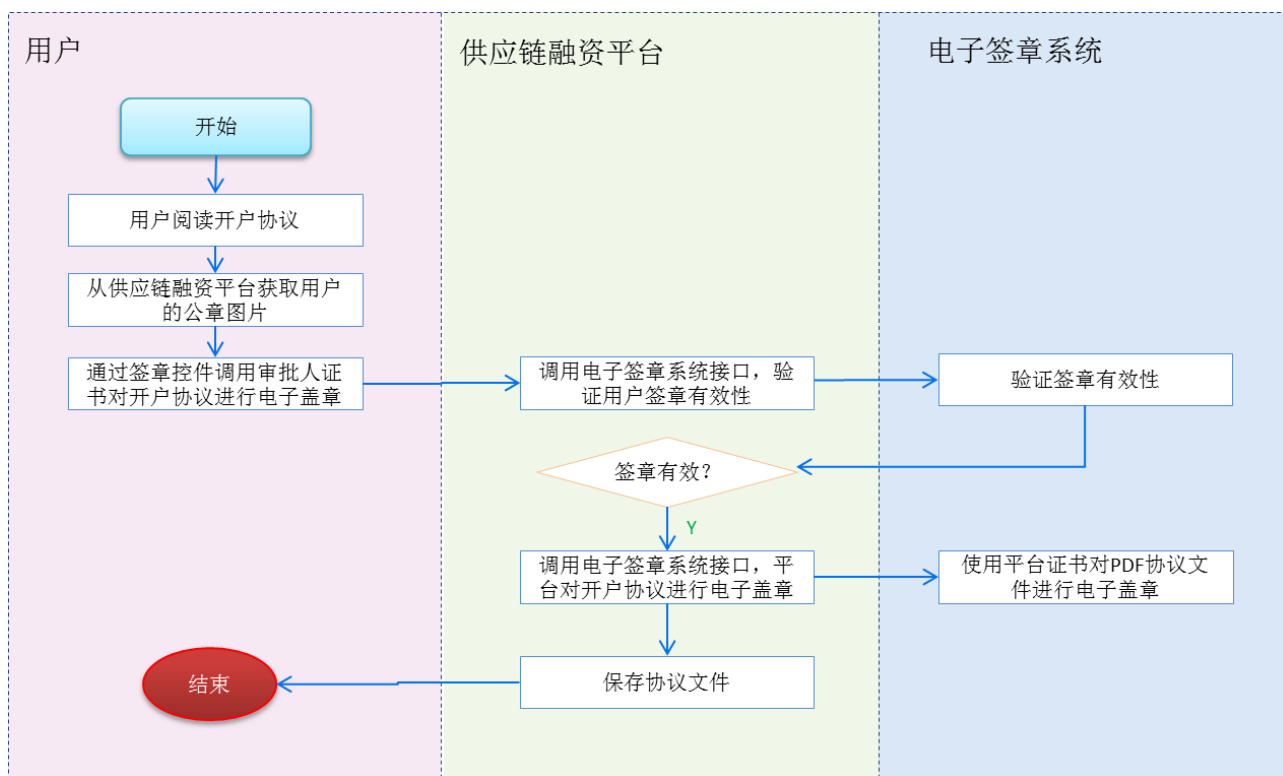 用户
供应链融资平台
电子签章系统
开始
用户阅读开户协议
从供应链融资平台获取用户
的公章图片
通过签章控件调用审批人证
书对开户协议进行电子盖章
调用电子签章系统接口，验
证用户签章有效性
验证签章有效性
签章有效？
Y
调用电子签章系统接口，平
台对开户协议进行电子盖章
使用平台证书对PDF协议文
件进行电子盖章
保存协议文件
结束